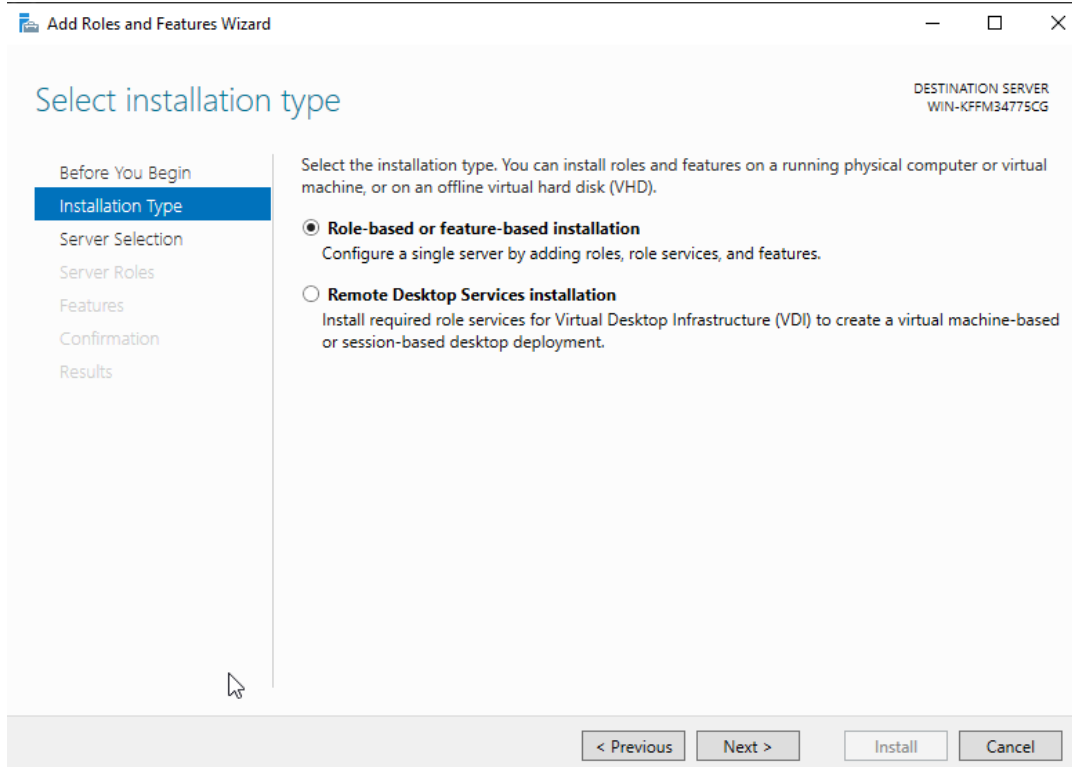 Add Roles and Features Wizard
Select installation type
DESTINATION SERVER
WIN-KFFM34775CG
Before You Begin
Installation Type
Server Selection
Server Roles
Features
Confirmation
Results
Select the installation type. You can install roles and features on a running physical computer or virtual
machine, or on an offline virtual hard disk (VHD).
Role-based or feature-based installation
Configure a single server by adding roles, role services, and features.
Remote Desktop Services installation
Install required role services for Virtual Desktop Infrastructure (VDI) to create a virtual machine-based
or session-based desktop deployment.
< Previous
Next >
Install
Cancel